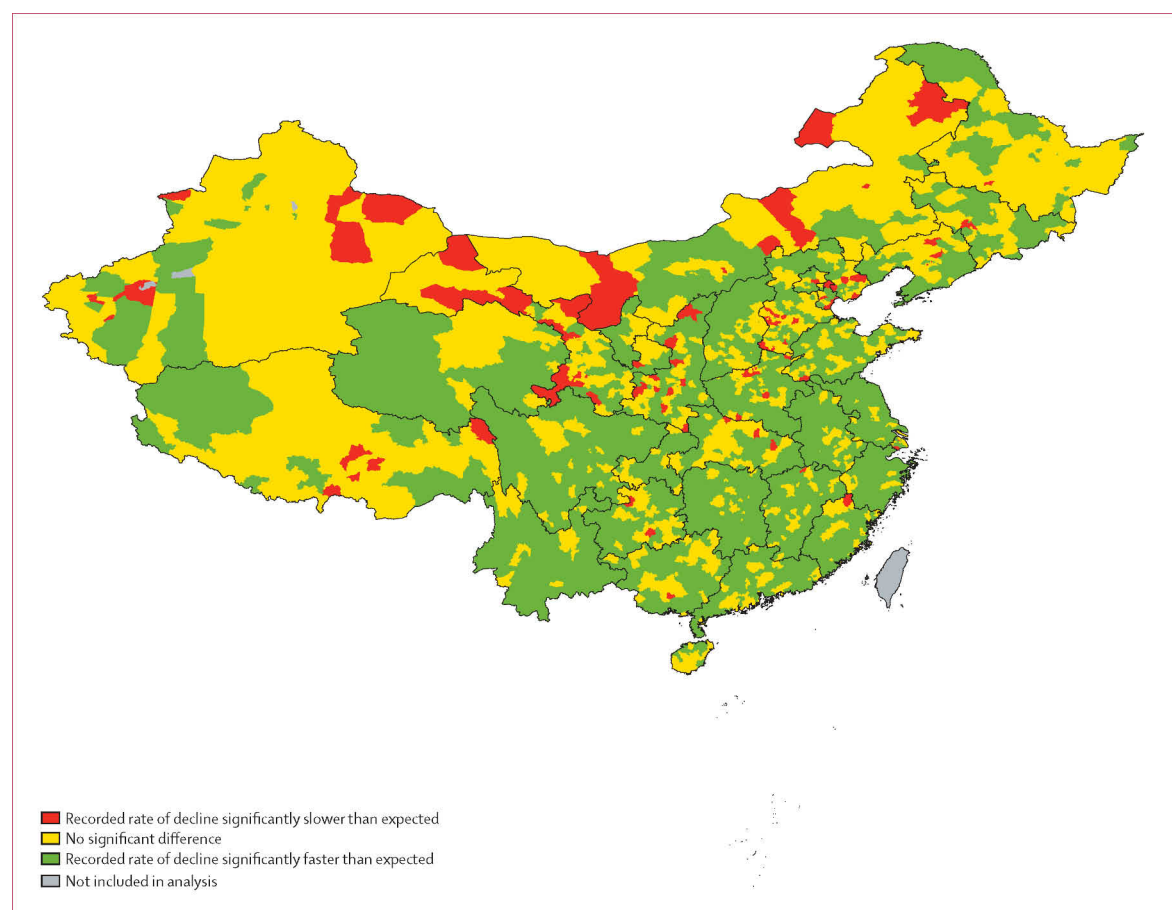 Recorded rate of decline significantly slower than expected
No significant difference
Recorded rate of decline significantly faster than expected
Not included in analysis